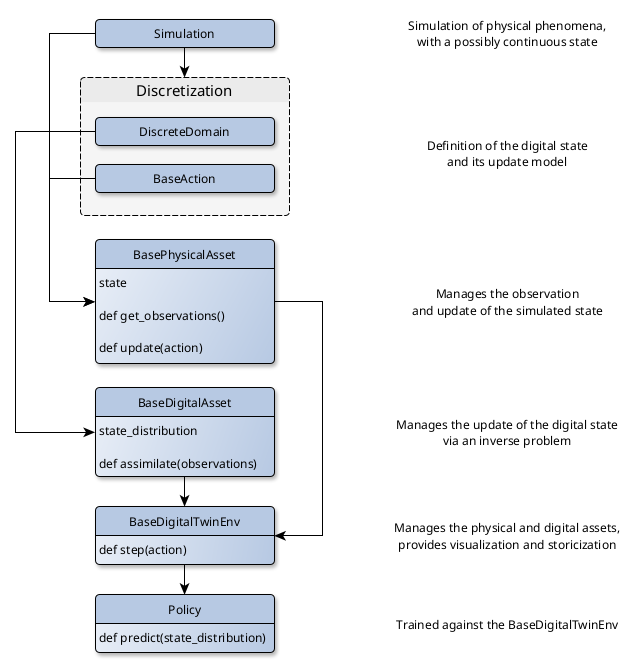 Simulation
Simulation of physical phenomena,
with a possibly continuous state
Discretization
DiscreteDomain
BaseAction
Definition of the digital state
and its update model
BasePhysicalAsset
state
def get_observations()
def update(action)
Manages the observation
and update of the simulated state
BaseDigitalAsset
state_distribution
def assimilate(observations)
Manages the update of the digital state
via an inverse problem
BaseDigitalTwinEnv
def step(action)
Manages the physical and digital assets,
provides visualization and storicization
Policy
def predict(state_distribution)
Trained against the BaseDigitalTwinEnv